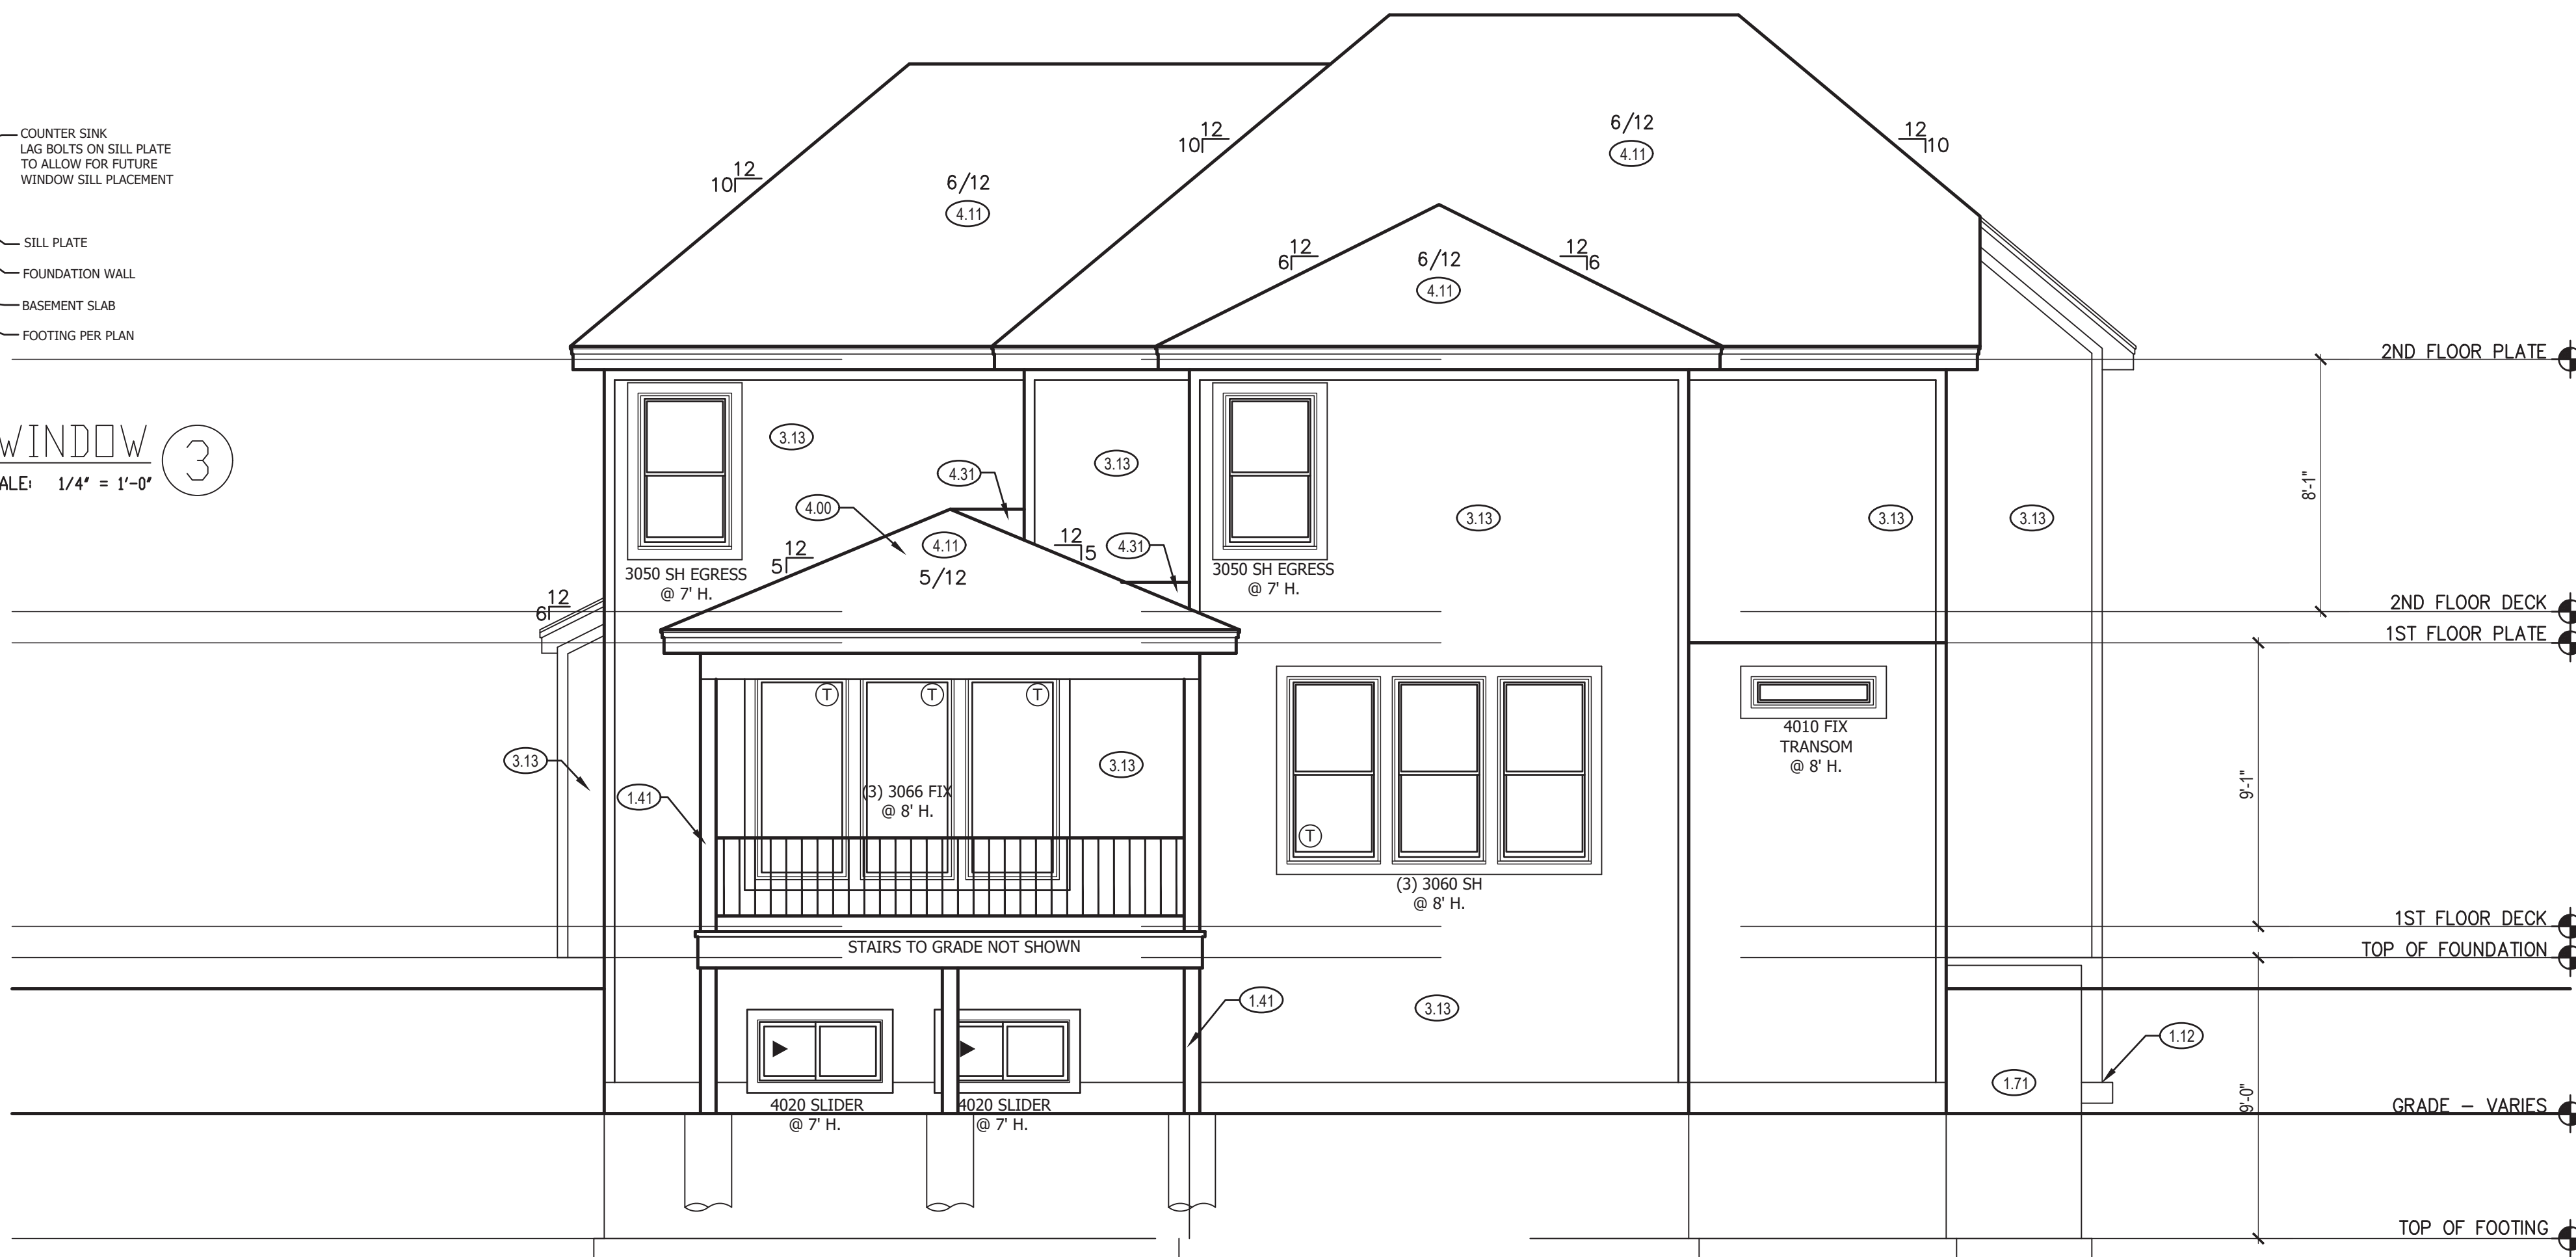 COUNTER SINK
LAG BOLTS ON SILL PLATE
TO ALLOW FOR FUTURE
WINDOW SILL PLACEMENT
SILL PLATE
FOUNDATION WALL
BASEMENT SLAB
FOOTING PER PLAN
WINDOW
3
ALE: 1/4" = 1'-0"
12
10
6/12
4.11
12
10
6/12
4.11
12
10
12
6
6/12
4.11
12
6
2ND FLOOR PLATE
3.13
4.31
3.13
4.00
3.13
3.13
3.13
8'-1"
12
5
4.11
5/12
12
5
4.31
3050 SH EGRESS
@ 7' H.
3050 SH EGRESS
@ 7' H.
12
6
2ND FLOOR DECK
1ST FLOOR PLATE
T
T
T
4010 FIX
TRANSOM
@ 8' H.
3.13
3.13
1.41
(3) 3066 FIX
@ 8' H.
T
9'-1"
(3) 3060 SH
@ 8' H.
1ST FLOOR DECK
STAIRS TO GRADE NOT SHOWN
TOP OF FOUNDATION
1.41
3.13
1.12
1.71
4020 SLIDER
@ 7' H.
4020 SLIDER
@ 7' H.
9'-0"
GRADE - VARIES
TOP OF FOOTING